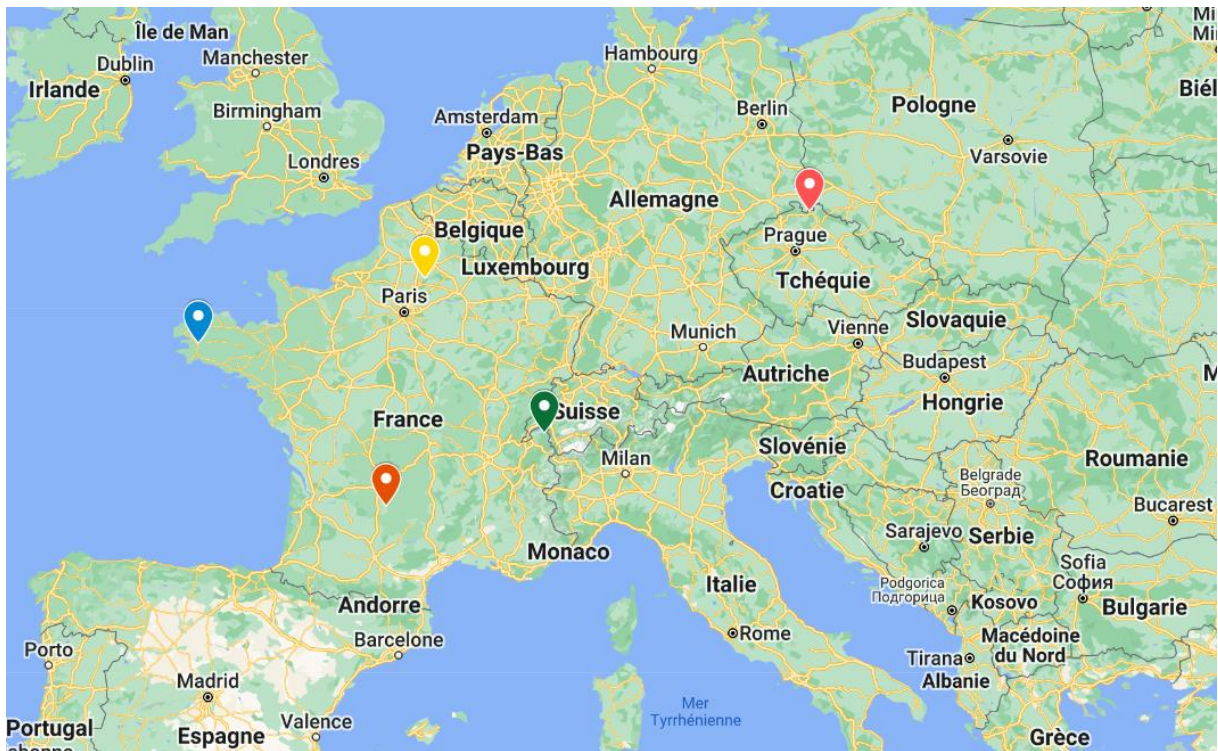 Île de Man
Dublin
Irlande
Manchester
Birmingham
Londres
Hambourg
Amsterdam
Pays-Bas
Berlin
Pologne
Varsovie
Allemagne
Belgique
Luxembourg
Prague
Tchéquie
Paris
Munich
Vienne
Slovaquie
Budapest
Autriche
Hongrie
France
Suisse
Slovénie
Milan
Croatie
Belgrade
Београд
Roumanie
Bucarest
Sarajevo
Serbie
Monaco
Italie
Sofia
София
Podgorica
Подгорица
Kosovo
Bulgarie
Andorre
Barcelone
Rome
Macédoine
du Nord
Tirana
Albanie
Porto
Madrid
Mer
Tyrrhénienne
Portugal
Espagne
Valence
Grèce